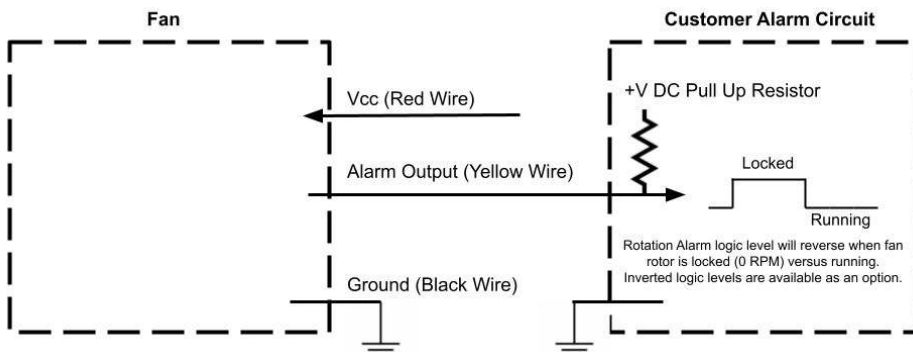 Fan
Customer Alarm Circuit
Vcc (Red Wire)
+V DC Pull Up Resistor
Alarm Output (Yellow Wire)
Locked
Running
Rotation Alarm logic level will reverse when fan
rotor is locked (0 RPM) versus running.
Inverted logic levels are available as an option.
Ground (Black Wire)